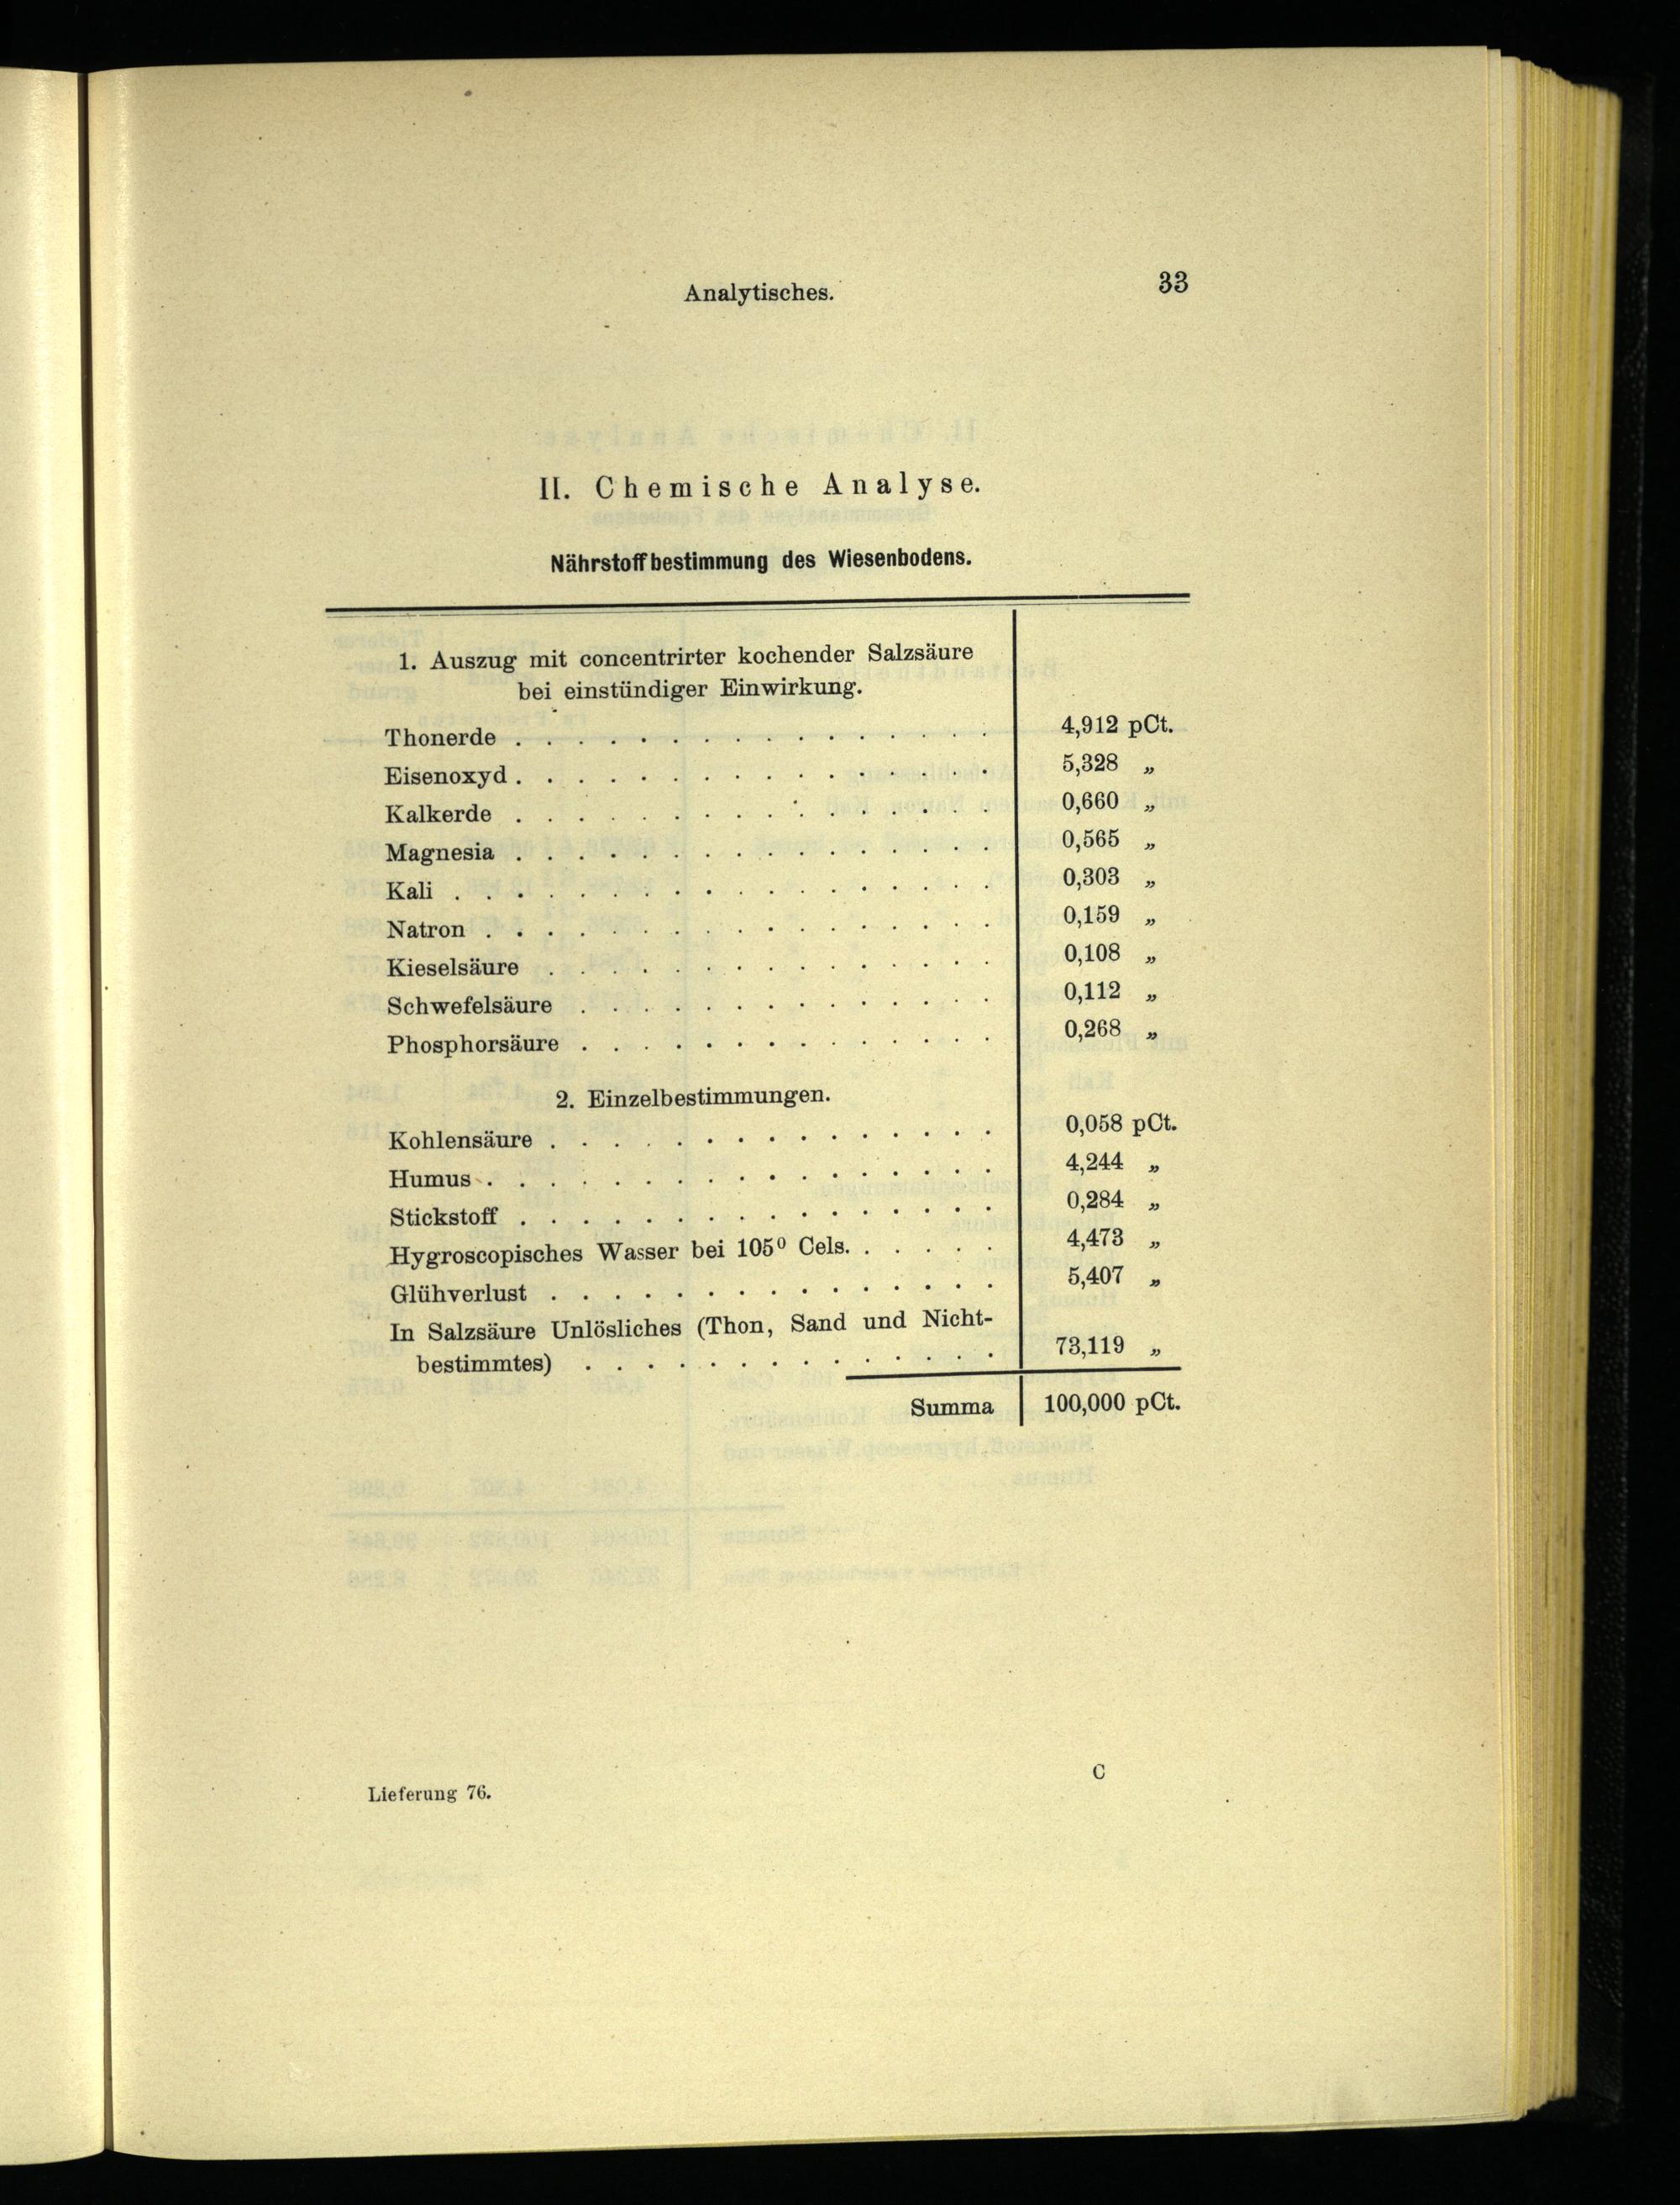 Analytisches. 33
II. Chemische Analyse.
Nährstoffbestimmung des Wiesenbodens.
1. Auszug mit concentrirter kochender Salzsäure
bei einstündiger Einwirkung.
Thonerde . . . . . . . . . . . . . . . . 4,912 pCt.
Eisenoxyd . . . . . . . . . . . . . . . . 5,328 „
Kalkerde . . . . . . . . . . . . . . . . 0,660 „
Magnesia . . . . . . . . . . . . . . . . 0,565 „
Kali . . . . . . . . . . . . . . . . . . 0,303 „
Natron . . . . . . . . . . . . . . . . . 0,159 „
Kieselsäure . . . . . . . . . . . . . . . 0,108 „
Schwefelsäure . . . . . . . . . . . . . . 0,112 „
Phosphorsäure . . . . . . . . . . . . . . 0,268 „
2. Einzelbestimmungen.
Kohlensäure . . . . . . . . . . . . . . . 0,058 pCt.
Humus . . . . . . . . . . . . . . . . . 4,244 „
Stickstoff . . . . . . . . . . . . . . . . 0,284 „
Hygroscopisches Wasser bei 105⁰ Cels. . . . . . 4,473 „
Glühverlust . . . . . . . . . . . . . . . 5,407 „
In Salzsäure Unlösliches (Thon, Sand und Nicht-
bestimmtes) . . . . . . . . . . . . . . 73,119 „
Summa 100,000 pCt.
Lieferung 76. C